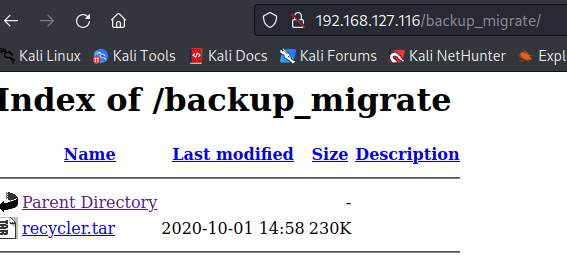 192.168.127.116/backup_migrate/
Kali Linux Kali Tools Kali Docs Kali Forums Kali NetHunter Explo
Index of /backup_migrate
Name Last modified Size Description
Parent Directory -
recycler.tar 2020-10-01 14:58 230K